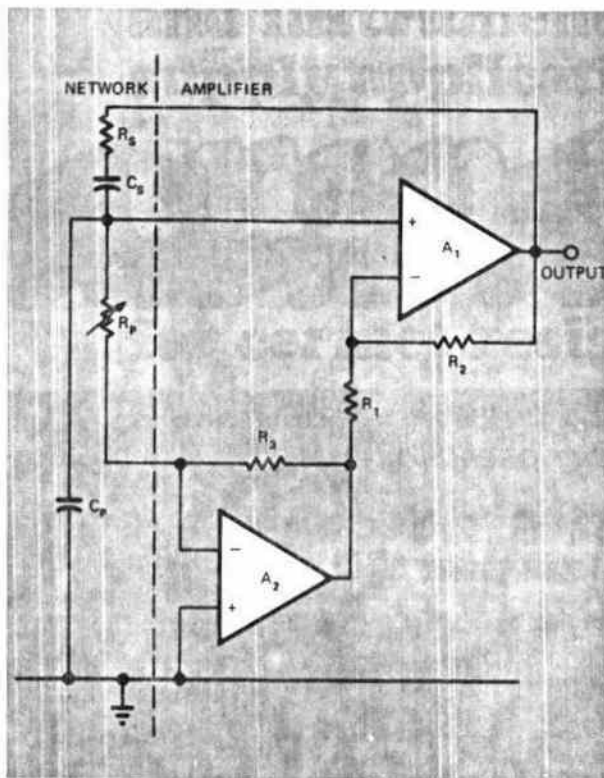 NETWORK AMPLIFIER
Rs
Cs
+
A1
−
OUTPUT
Rp
R2
R1
R3
Cp
−
A2
+